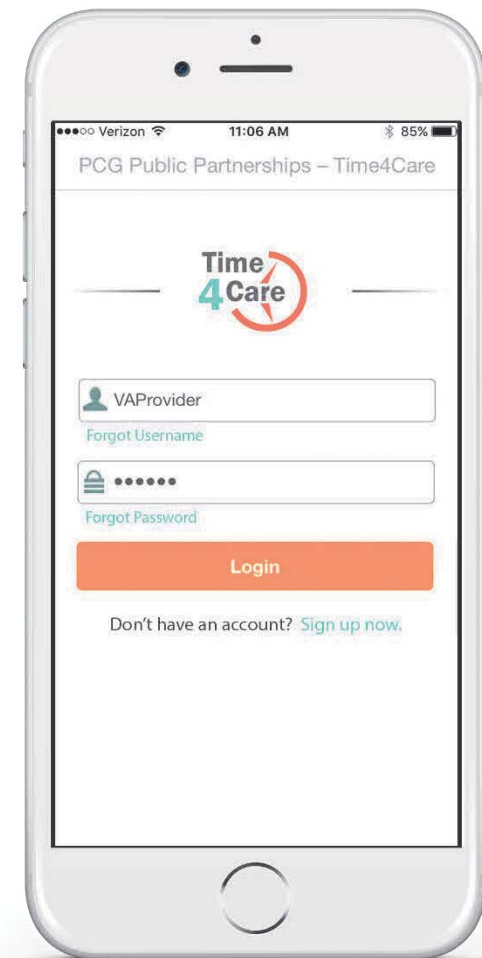 ●●●○○ Verizon 11:06 AM 85%
PCG Public Partnerships – Time4Care
Time
4Care
VAProvider
Forgot Username
●●●●●●
Forgot Password
Login
Don't have an account? Sign up now.